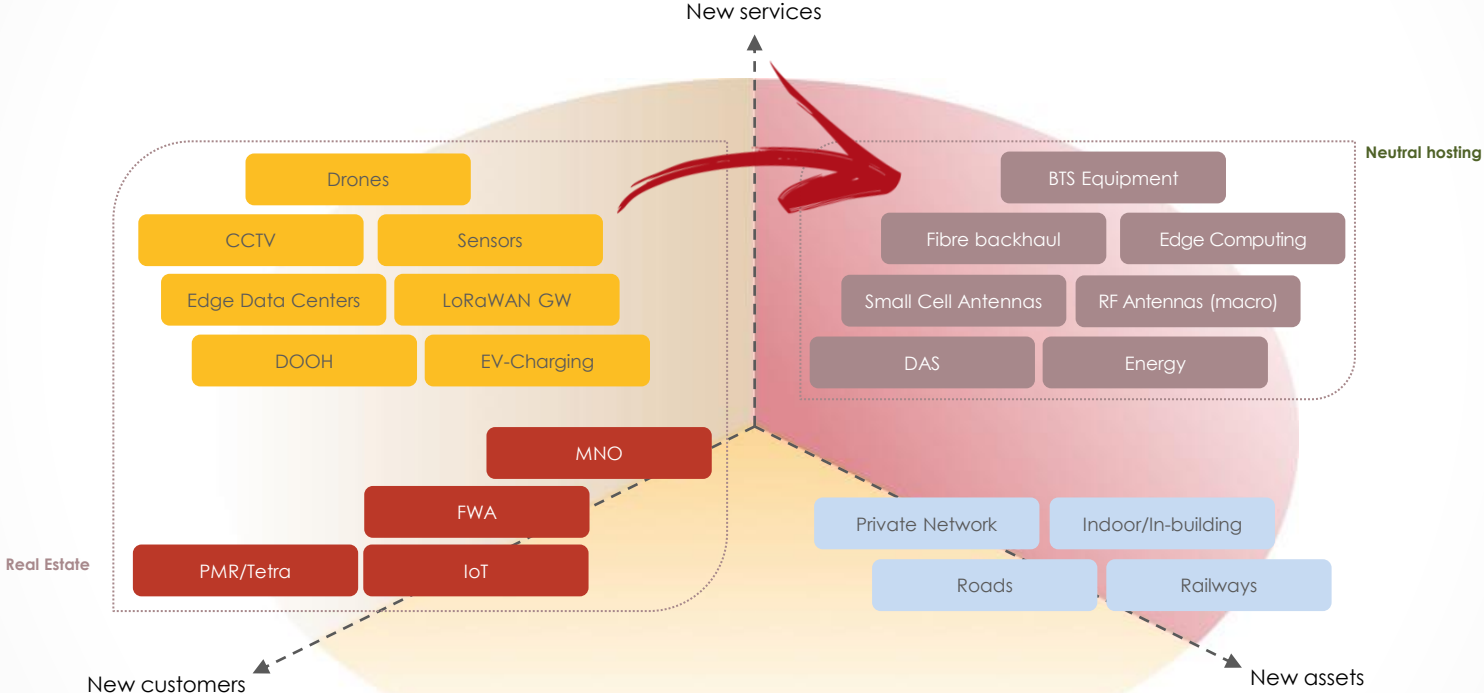 New services
Neutral hosting
Drones
BTS Equipment
CCTV
Sensors
Fibre backhaul
Edge Computing
Edge Data Centers
LoRaWAN GW
Small Cell Antennas
RF Antennas (macro)
DOOH
EV-Charging
DAS
Energy
MNO
FWA
Private Network
Indoor/In-building
Real Estate
PMR/Tetra
IoT
Roads
Railways
New customers
New assets